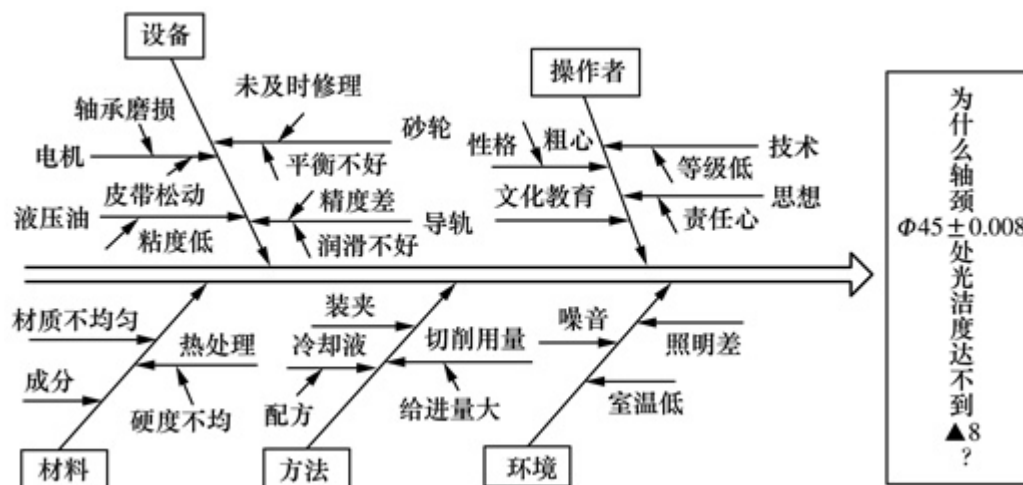 设备
操作者
未及时修理
轴承磨损
砂轮
电机
平衡不好
皮带松动
精度差
液压油
导轨
粘度低
润滑不好
性格
粗心
技术
等级低
文化教育
思想
责任心
材质不均匀
热处理
成分
硬度不均
材料
装夹
冷却液
切削用量
配方
给进量大
方法
噪音
照明差
室温低
环境
为
什
么
轴
颈
Φ45±0.008
处
光
洁
度
达
不
到
▲8
?